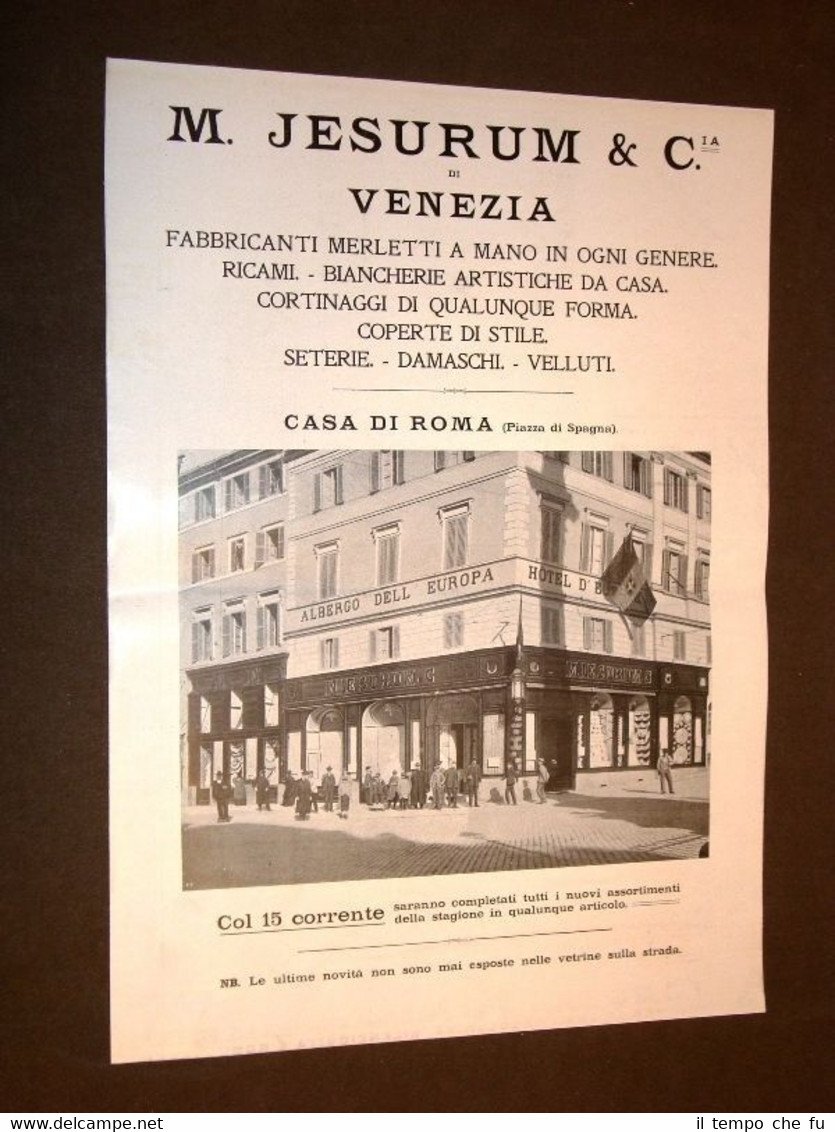 M. JESURUM & C.IA
DI
VENEZIA
FABBRICANTI MERLETTI A MANO IN OGNI GENERE.
RICAMI. - BIANCHERIE ARTISTICHE DA CASA.
CORTINAGGI DI QUALUNQUE FORMA.
COPERTE DI STILE.
SETERIE. - DAMASCHI. - VELLUTI.
CASA DI ROMA (Piazza di Spagna).
ALBERGO DELL EUROPA
HOTEL D'
M. JESURUM & C
M. JESURUM & C
Col 15 corrente saranno completati tutti i nuovi assortimenti
della stagione in qualunque articolo.
NB. Le ultime novità non sono mai esposte nelle vetrine sulla strada.
il tempo che fu